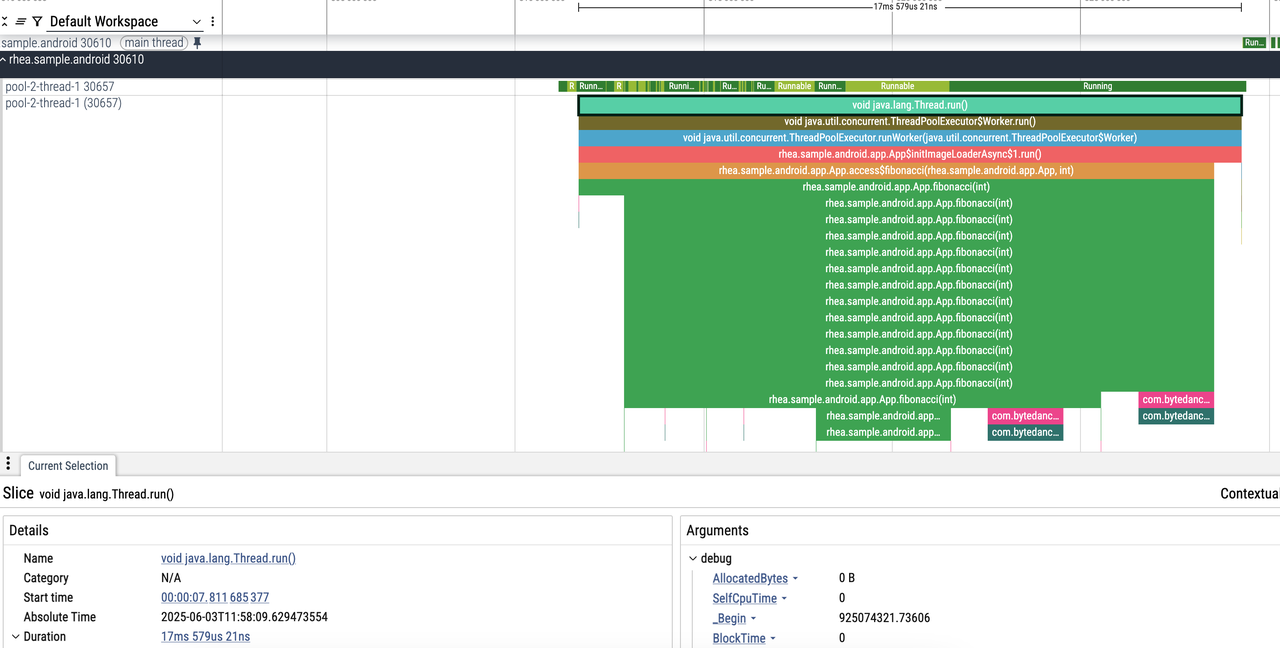 17ms 579us 21ns
Default Workspace
sample.android 30610 main thread Run...
rhea.sample.android 30610
pool-2-thread-1 30657 R Runn... R Runni... Ru... Ru... Runnable Runn... Runnable Running
pool-2-thread-1 (30657)
void java.lang.Thread.run()
void java.util.concurrent.ThreadPoolExecutor$Worker.run()
void java.util.concurrent.ThreadPoolExecutor.runWorker(java.util.concurrent.ThreadPoolExecutor$Worker)
rhea.sample.android.app.App$initImageLoaderAsync$1.run()
rhea.sample.android.app.App.access$fibonacci(rhea.sample.android.app.App, int)
rhea.sample.android.app.App.fibonacci(int)
rhea.sample.android.app.App.fibonacci(int)
rhea.sample.android.app.App.fibonacci(int)
rhea.sample.android.app.App.fibonacci(int)
rhea.sample.android.app.App.fibonacci(int)
rhea.sample.android.app.App.fibonacci(int)
rhea.sample.android.app.App.fibonacci(int)
rhea.sample.android.app.App.fibonacci(int)
rhea.sample.android.app.App.fibonacci(int)
rhea.sample.android.app.App.fibonacci(int)
rhea.sample.android.app.App.fibonacci(int)
rhea.sample.android.app.App.fibonacci(int)
rhea.sample.android.app.App.fibonacci(int)
rhea.sample.android.app.App.fibonacci(int) com.bytedanc...
rhea.sample.android.app... com.bytedanc... com.bytedanc...
rhea.sample.android.app... com.bytedanc...
Current Selection
Slice void java.lang.Thread.run() Contextual
Details
Name void java.lang.Thread.run()
Category N/A
Start time 00:00:07.811 685 377
Absolute Time 2025-06-03T11:58:09.629473554
Duration 17ms 579us 21ns
Arguments
debug
AllocatedBytes 0 B
SelfCpuTime 0
_Begin 925074321.73606
BlockTime 0